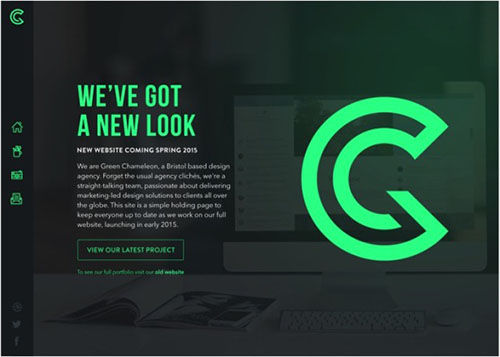 WE'VE GOT
A NEW LOOK
NEW WEBSITE COMING SPRING 2015
We are Green Chameleon, a Bristol based design
agency. Forget the usual agency clichés, we're a
straight-talking team, passionate about delivering
marketing-led design solutions to clients all over
the globe. This site is a simple holding page to
keep everyone up to date as we work on our full
website, launching in early 2015.
VIEW OUR LATEST PROJECT
To see our full portfolio visit our old website